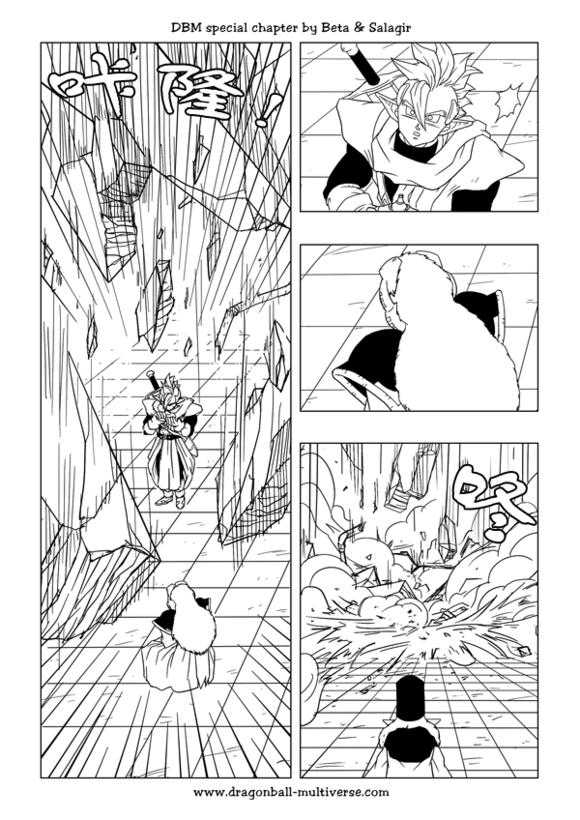 DBM special chapter by Beta & Salagir
咔隆!
咚
www.dragonball-multiverse.com